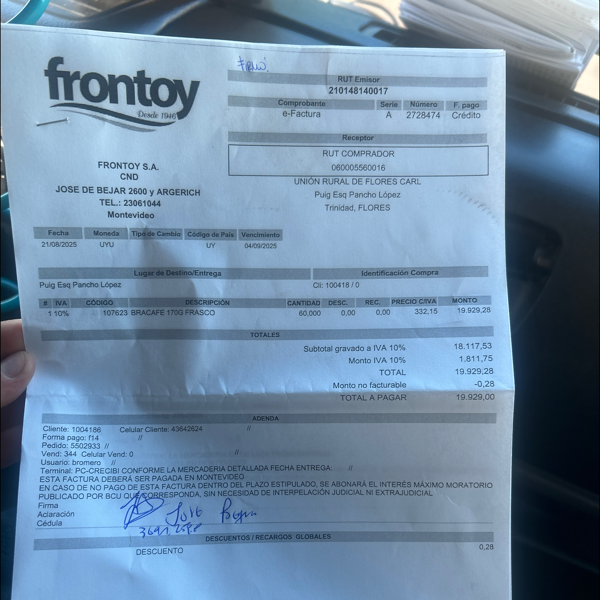 frontoy
Desde 1946
RUT Emisor
210148140017
Comprobante Serie Número F. pago
e-Factura A 2728474 Crédito
Receptor
RUT COMPRADOR
060005560016
UNIÓN RURAL DE FLORES CARL
Puig Esq Pancho López
Trinidad, FLORES
FRONTOY S.A.
CND
JOSE DE BEJAR 2600 y ARGERICH
TEL.: 23061044
Montevideo
Fecha Moneda Tipo de Cambio Código de País Vencimiento
21/08/2025 UYU UY 04/09/2025
Lugar de Destino/Entrega Identificación Compra
Puig Esq Pancho López Cli: 100418 / 0
# IVA CÓDIGO DESCRIPCIÓN CANTIDAD DESC. REC. PRECIO C/IVA MONTO
1 10% 107623 BRACAFE 170G FRASCO 60,000 0,00 0,00 332,15 19.929,28
TOTALES
Subtotal gravado a IVA 10% 18.117,53
Monto IVA 10% 1.811,75
TOTAL 19.929,28
Monto no facturable -0,28
TOTAL A PAGAR 19.929,00
ADENDA
Cliente: 1004186 Celular Cliente: 43642624 //
Forma pago: f14 //
Pedido: 5502933 //
Vend: 344 Celular Vend: 0 //
Usuario: bromero //
Terminal: PC-CRECIBI CONFORME LA MERCADERIA DETALLADA FECHA ENTREGA: //
ESTA FACTURA DEBERÁ SER PAGADA EN MONTEVIDEO
EN CASO DE NO PAGO DE ESTA FACTURA DENTRO DEL PLAZO ESTIPULADO, SE ABONARÁ EL INTERÉS MÁXIMO MORATORIO
PUBLICADO POR BCU QUE CORRESPONDA, SIN NECESIDAD DE INTERPELACIÓN JUDICIAL NI EXTRAJUDICIAL
Firma
Aclaración
Cédula
DESCUENTOS / RECARGOS GLOBALES
DESCUENTO 0,28